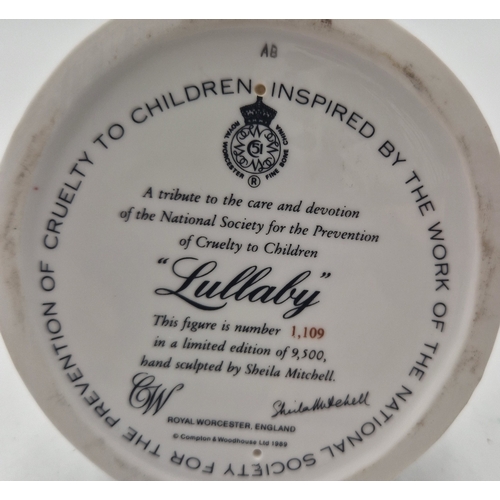 AB
INSPIRED BY THE WORK OF THE NATIONAL SOCIETY FOR THE PREVENTION OF CRUELTY TO CHILDREN
ROYAL WORCESTER FINE BONE CHINA
51
®
A tribute to the care and devotion
of the National Society for the Prevention
of Cruelty to Children
"Lullaby"
This figure is number 1,109
in a limited edition of 9,500,
hand sculpted by Sheila Mitchell.
CW
Sheila Mitchell
ROYAL WORCESTER, ENGLAND
© Compton & Woodhouse Ltd 1989